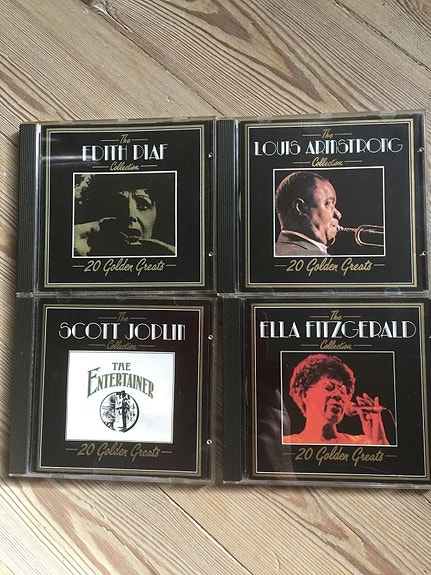 The
EDITH PIAF
Collection
20 Golden Greats
The
LOUIS ARMSTRONG
Collection
20 Golden Greats
The
SCOTT JOPLIN
Collection
THE
ENTERTAINER
20 Golden Greats
The
ELLA FITZGERALD
Collection
20 Golden Greats